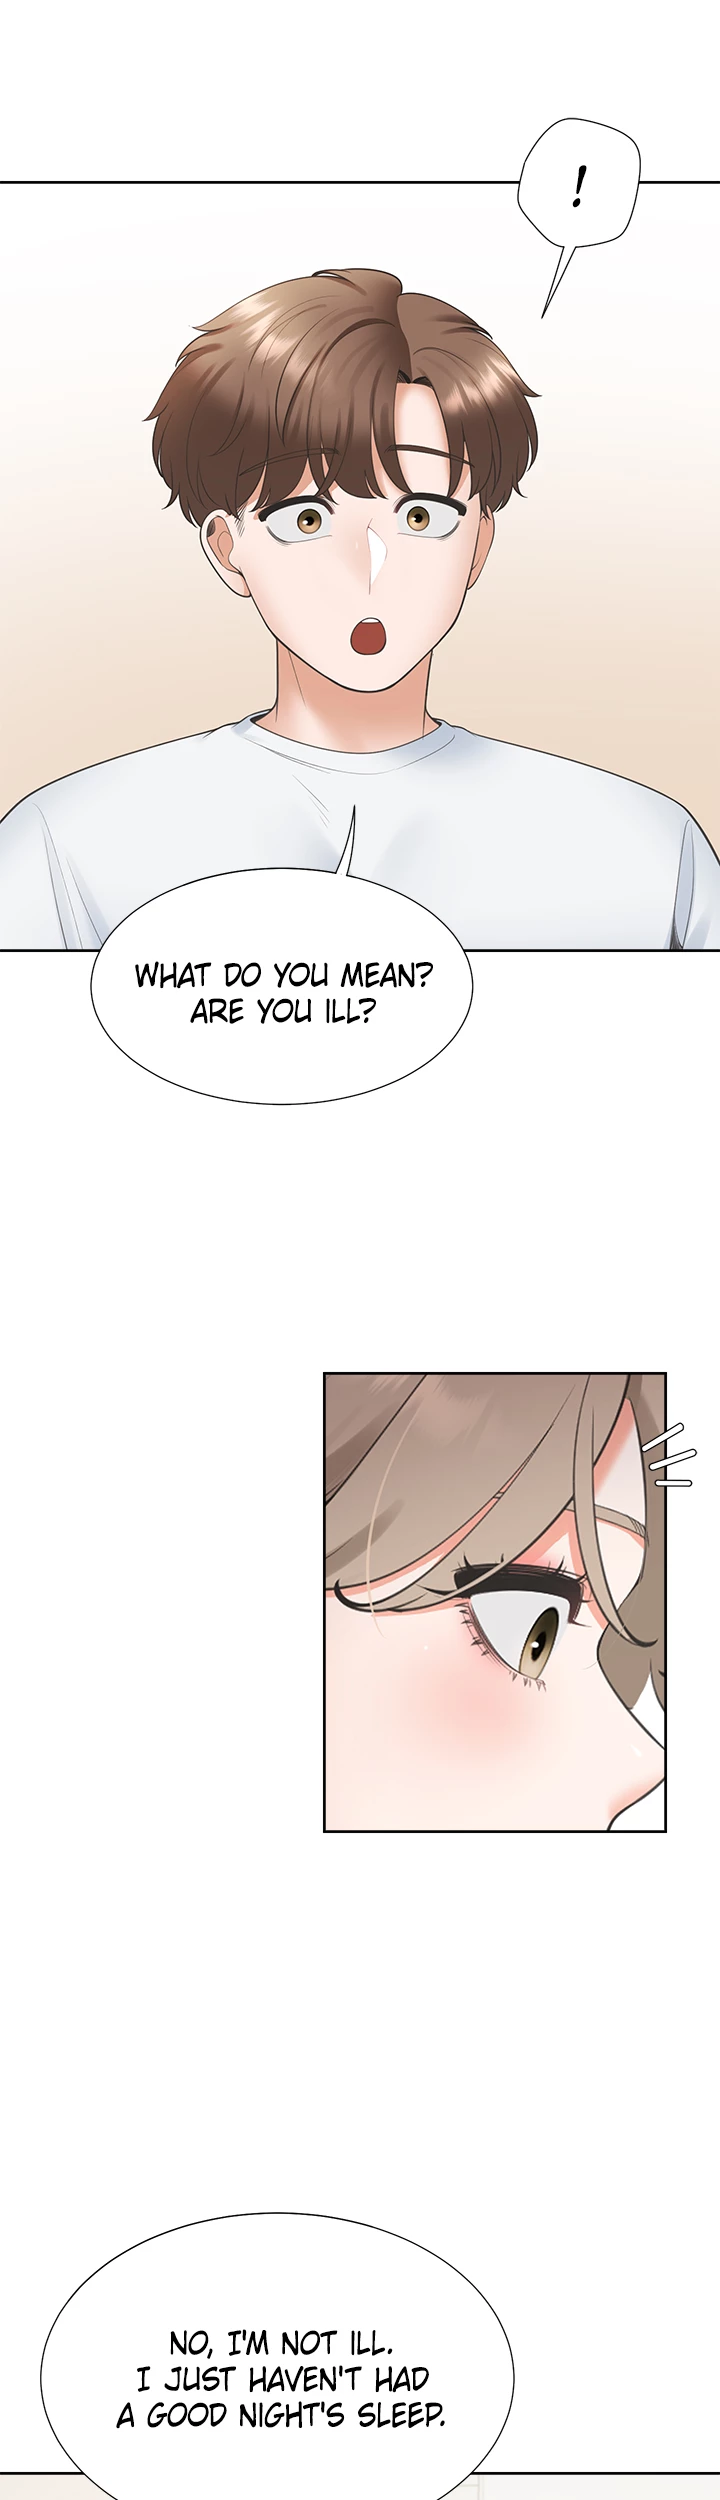 !
WHAT DO YOU MEAN?
ARE YOU ILL?
NO, I'M NOT ILL.
I JUST HAVEN'T HAD
A GOOD NIGHT'S SLEEP.